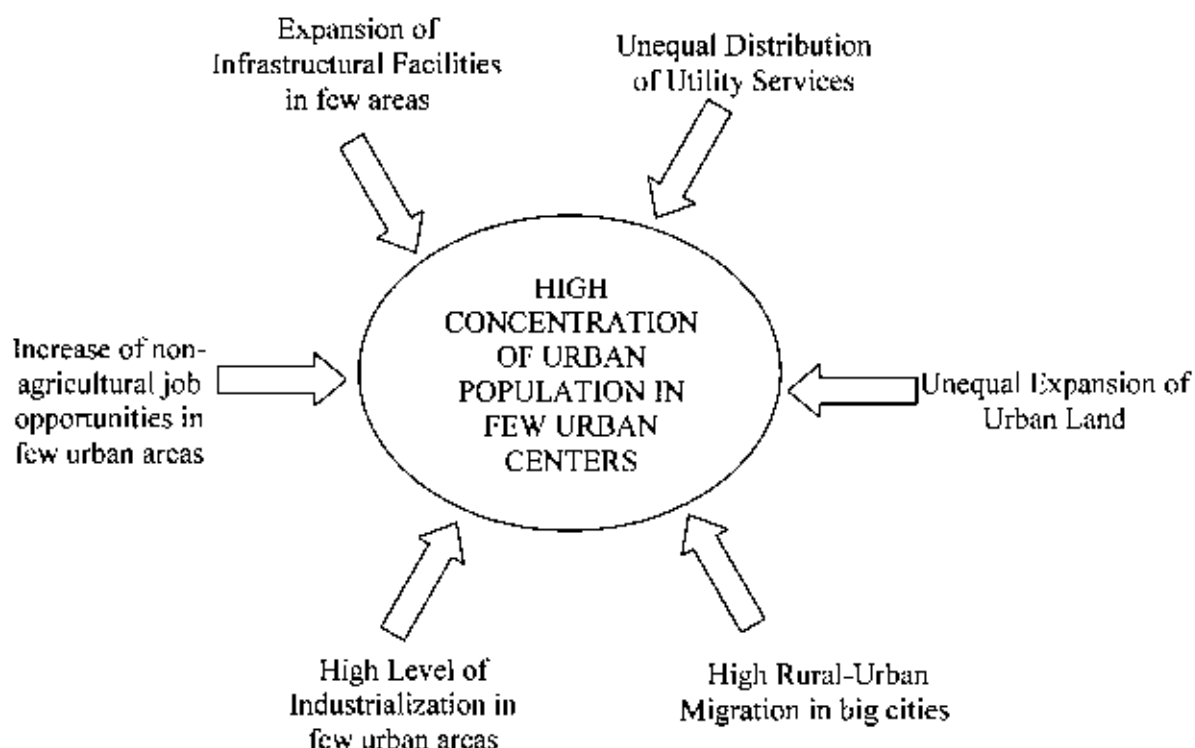 Expansion of
Infrastructural Facilities
in few areas
Unequal Distribution
of Utility Services
HIGH
CONCENTRATION
OF URBAN
POPULATION IN
FEW URBAN
CENTERS
Increase of non-
agricultural job
opportunities in
few urban areas
Unequal Expansion of
Urban Land
High Level of
Industrialization in
few urban areas
High Rural-Urban
Migration in big cities